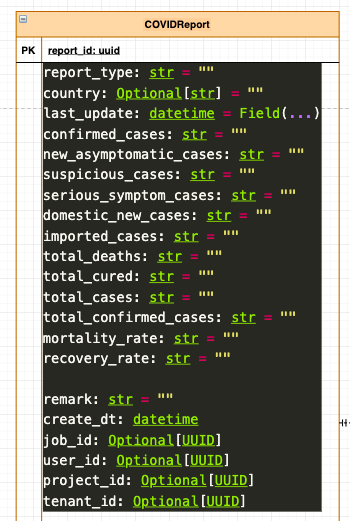 COVIDReport
PK report_id: uuid
report_type: str = ""
country: Optional[str] = ""
last_update: datetime = Field(...)
confirmed_cases: str = ""
new_asymptomatic_cases: str = ""
suspicious_cases: str = ""
serious_symptom_cases: str = ""
domestic_new_cases: str = ""
imported_cases: str = ""
total_deaths: str = ""
total_cured: str = ""
total_cases: str = ""
total_confirmed_cases: str = ""
mortality_rate: str = ""
recovery_rate: str = ""
remark: str = ""
create_dt: datetime
job_id: Optional[UUID]
user_id: Optional[UUID]
project_id: Optional[UUID]
tenant_id: Optional[UUID]